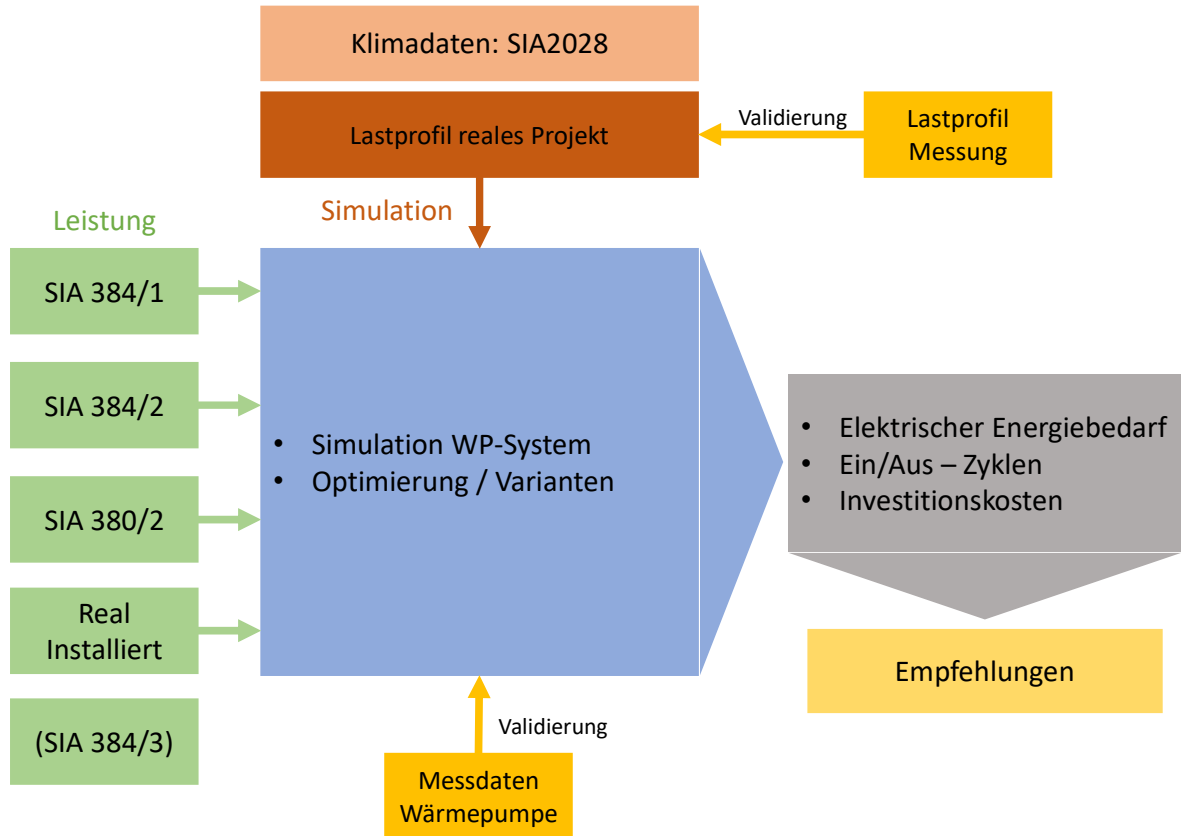 Klimadaten: SIA2028
Lastprofil reales Projekt
Validierung
Lastprofil
Messung
Simulation
Leistung
SIA 384/1
SIA 384/2
SIA 380/2
Real
Installiert
(SIA 384/3)
• Simulation WP-System
• Optimierung / Varianten
• Elektrischer Energiebedarf
• Ein/Aus – Zyklen
• Investitionskosten
Empfehlungen
Validierung
Messdaten
Wärmepumpe